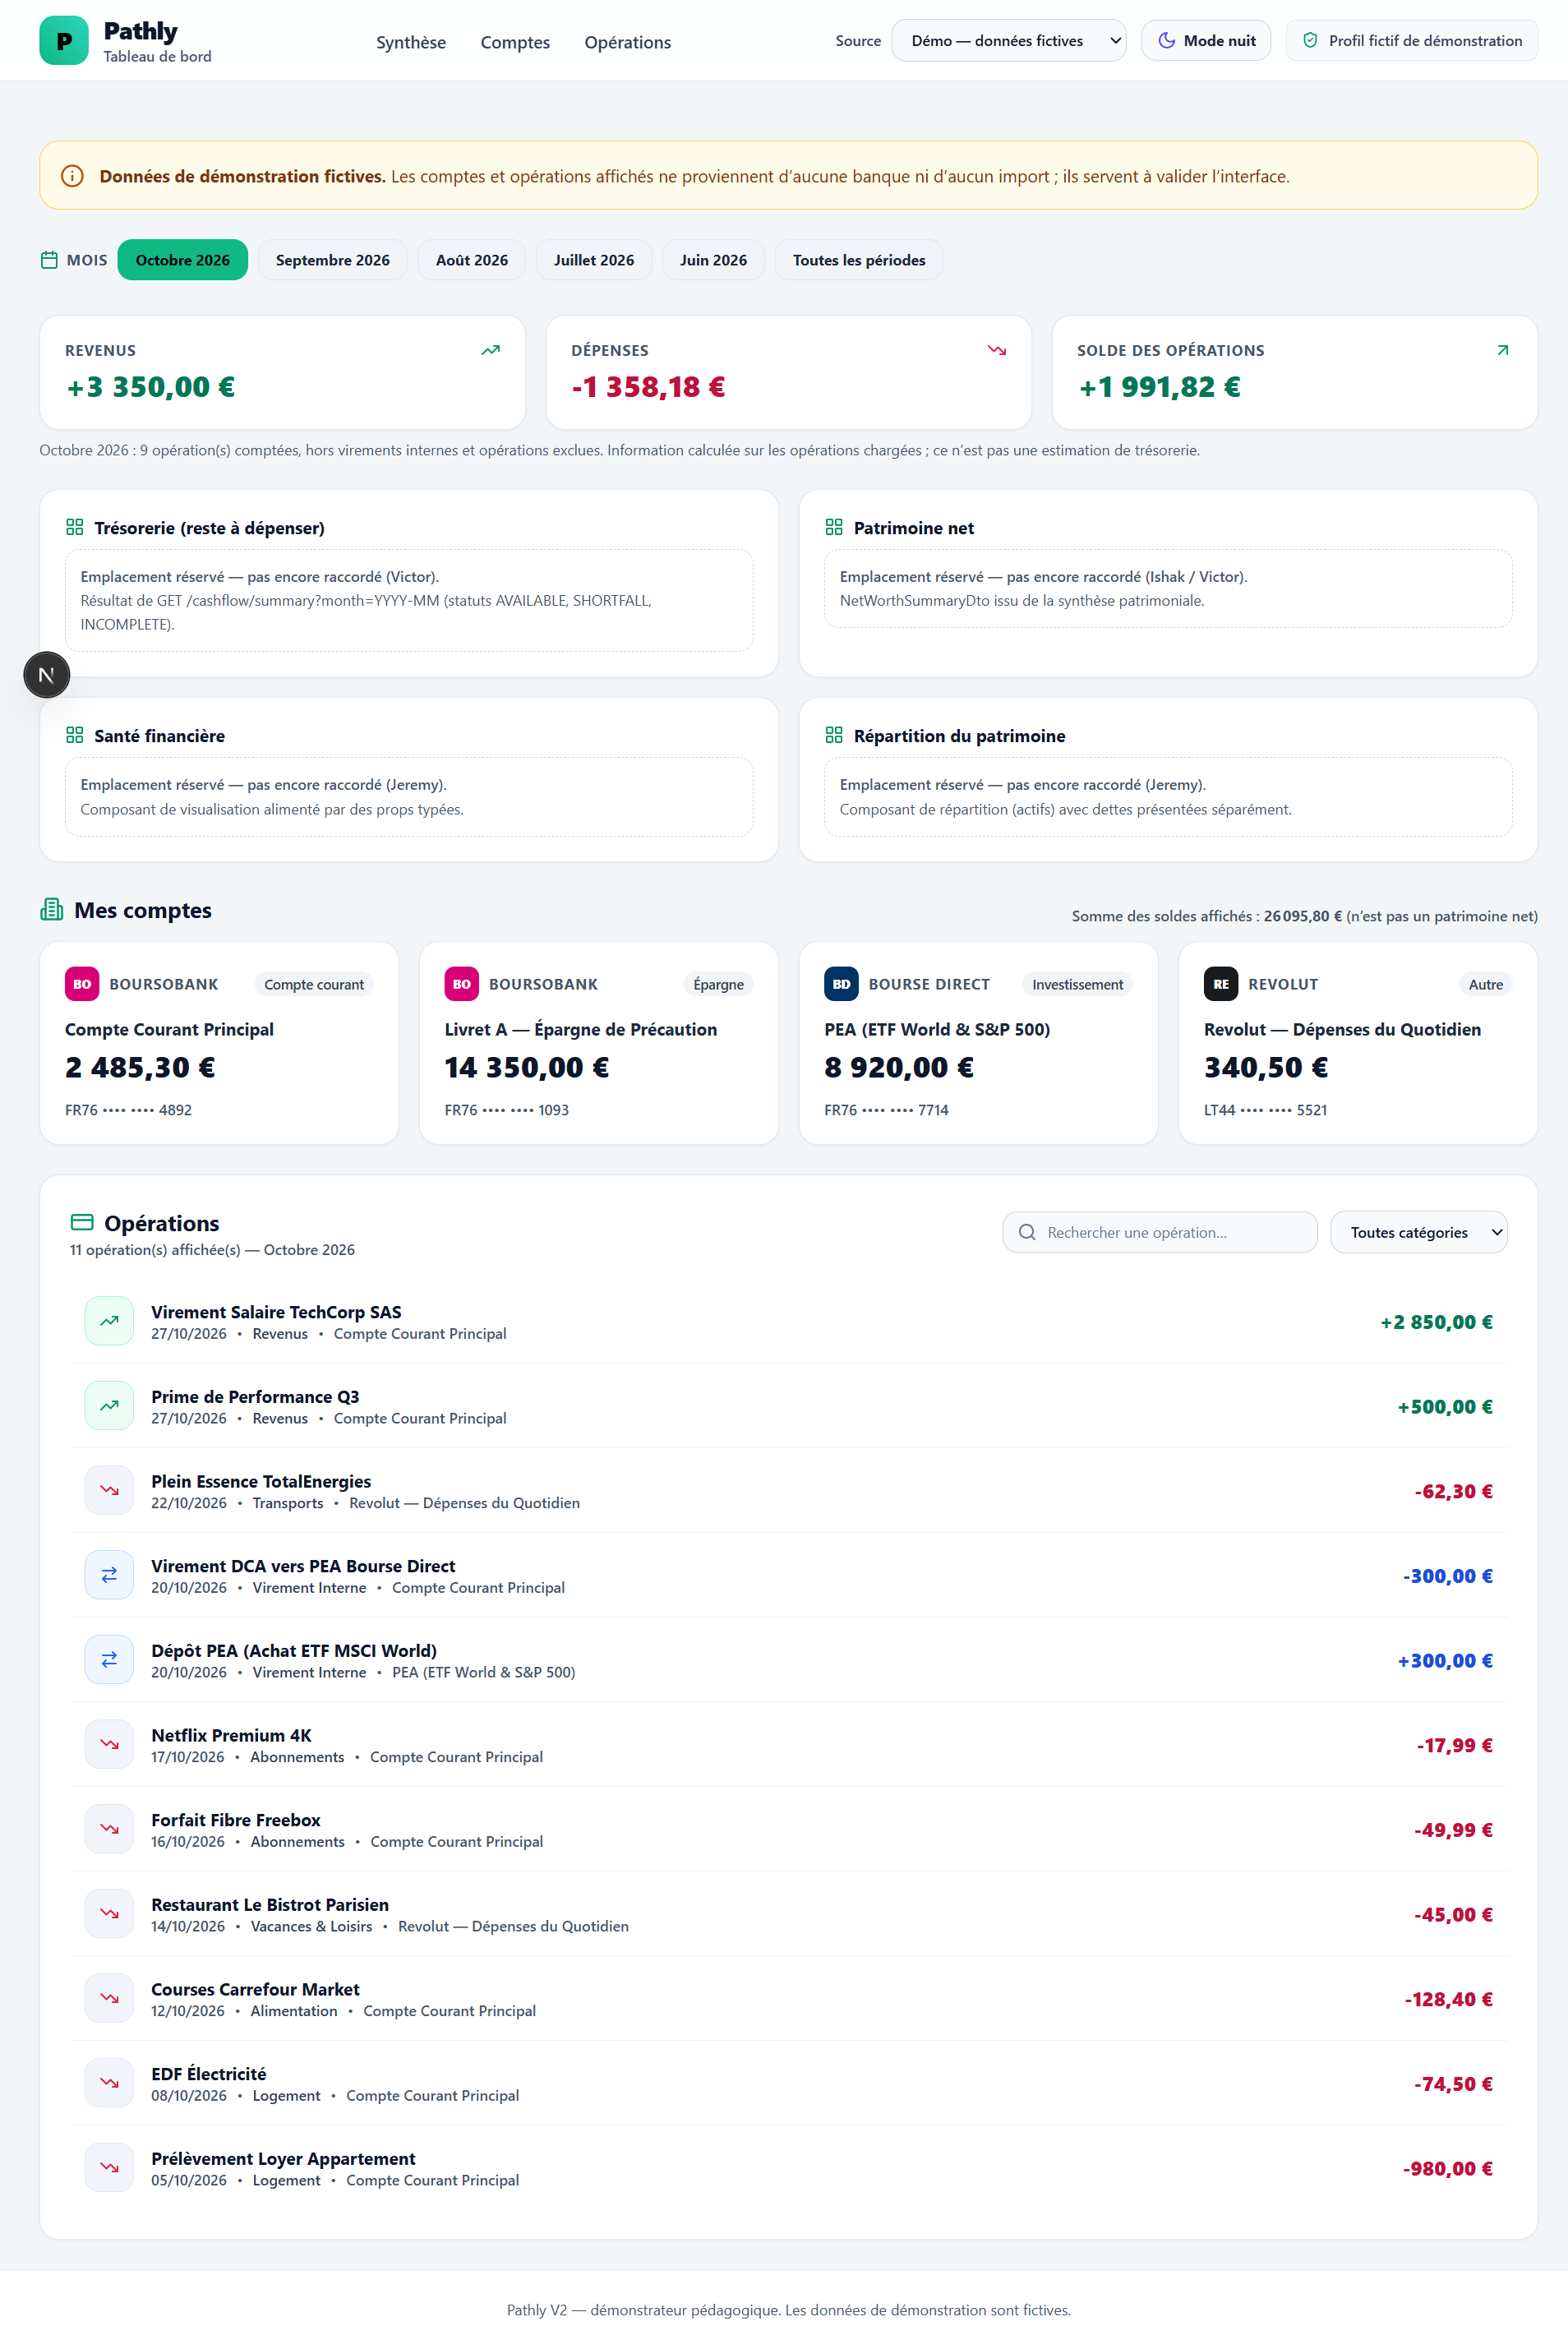 P
Pathly
Tableau de bord
Synthèse
Comptes
Opérations
Source
Démo — données fictives
Mode nuit
Profil fictif de démonstration
Données de démonstration fictives. Les comptes et opérations affichés ne proviennent d’aucune banque ni d’aucun import ; ils servent à valider l’interface.
MOIS
Octobre 2026
Septembre 2026
Août 2026
Juillet 2026
Juin 2026
Toutes les périodes
REVENUS
+3 350,00 €
DÉPENSES
-1 358,18 €
SOLDE DES OPÉRATIONS
+1 991,82 €
Octobre 2026 : 9 opération(s) comptées, hors virements internes et opérations exclues. Information calculée sur les opérations chargées ; ce n’est pas une estimation de trésorerie.
Trésorerie (reste à dépenser)
Emplacement réservé — pas encore raccordé (Victor).
Résultat de GET /cashflow/summary?month=YYYY-MM (statuts AVAILABLE, SHORTFALL,
INCOMPLETE).
Patrimoine net
Emplacement réservé — pas encore raccordé (Ishak / Victor).
NetWorthSummaryDto issu de la synthèse patrimoniale.
N
Santé financière
Emplacement réservé — pas encore raccordé (Jeremy).
Composant de visualisation alimenté par des props typées.
Répartition du patrimoine
Emplacement réservé — pas encore raccordé (Jeremy).
Composant de répartition (actifs) avec dettes présentées séparément.
Mes comptes
Somme des soldes affichés : 26 095,80 € (n’est pas un patrimoine net)
BO
BOURSOBANK
Compte courant
Compte Courant Principal
2 485,30 €
FR76 •••• •••• 4892
BO
BOURSOBANK
Épargne
Livret A — Épargne de Précaution
14 350,00 €
FR76 •••• •••• 1093
BD
BOURSE DIRECT
Investissement
PEA (ETF World & S&P 500)
8 920,00 €
FR76 •••• •••• 7714
RE
REVOLUT
Autre
Revolut — Dépenses du Quotidien
340,50 €
LT44 •••• •••• 5521
Opérations
11 opération(s) affichée(s) — Octobre 2026
Rechercher une opération...
Toutes catégories
Virement Salaire TechCorp SAS
27/10/2026 • Revenus • Compte Courant Principal
+2 850,00 €
Prime de Performance Q3
27/10/2026 • Revenus • Compte Courant Principal
+500,00 €
Plein Essence TotalEnergies
22/10/2026 • Transports • Revolut — Dépenses du Quotidien
-62,30 €
Virement DCA vers PEA Bourse Direct
20/10/2026 • Virement Interne • Compte Courant Principal
-300,00 €
Dépôt PEA (Achat ETF MSCI World)
20/10/2026 • Virement Interne • PEA (ETF World & S&P 500)
+300,00 €
Netflix Premium 4K
17/10/2026 • Abonnements • Compte Courant Principal
-17,99 €
Forfait Fibre Freebox
16/10/2026 • Abonnements • Compte Courant Principal
-49,99 €
Restaurant Le Bistrot Parisien
14/10/2026 • Vacances & Loisirs • Revolut — Dépenses du Quotidien
-45,00 €
Courses Carrefour Market
12/10/2026 • Alimentation • Compte Courant Principal
-128,40 €
EDF Électricité
08/10/2026 • Logement • Compte Courant Principal
-74,50 €
Prélèvement Loyer Appartement
05/10/2026 • Logement • Compte Courant Principal
-980,00 €
Pathly V2 — démonstrateur pédagogique. Les données de démonstration sont fictives.